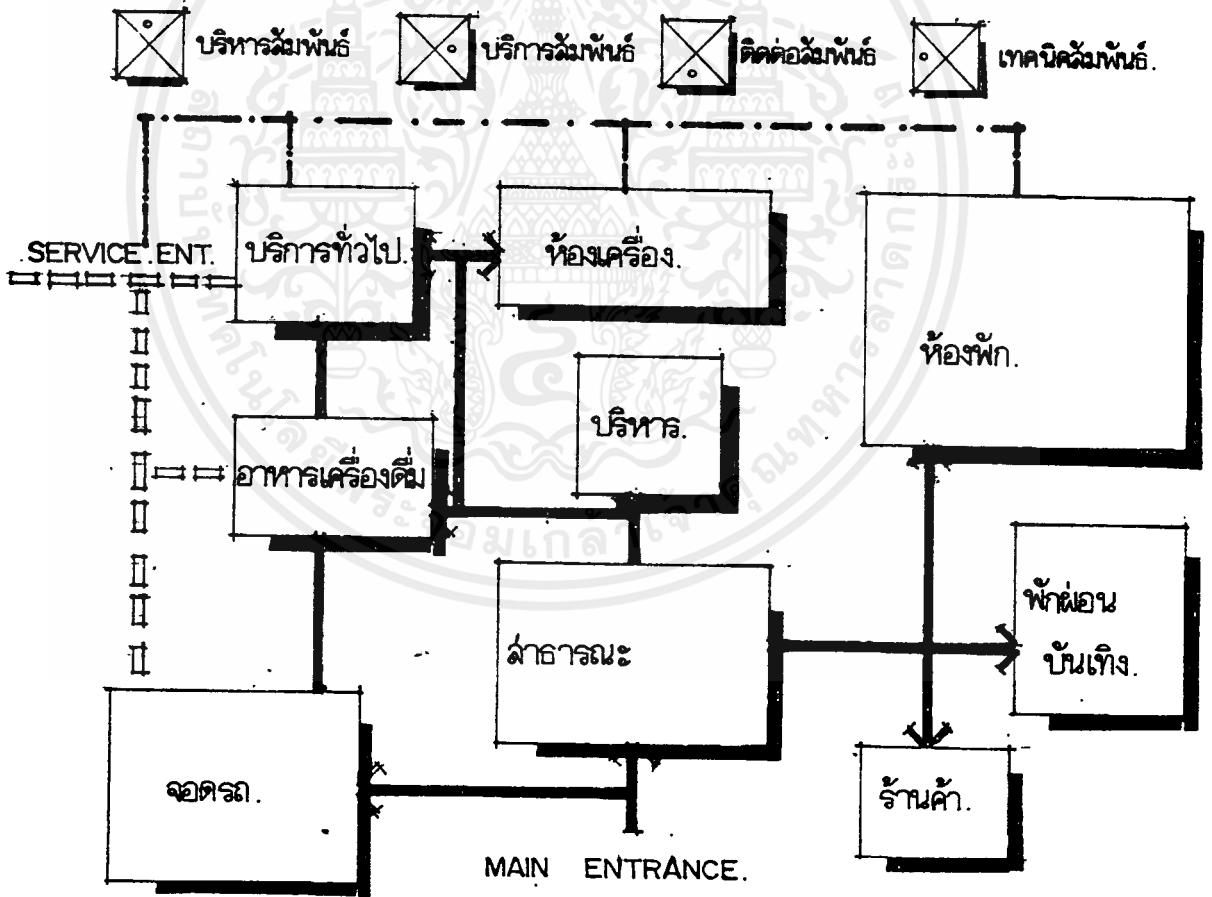 บริหารสัมพันธ์
บริการสัมพันธ์
ติดต่อสัมพันธ์
เทคนิคสัมพันธ์.
SERVICE ENT.
บริการทั่วไป.
ห้องเครื่อง.
ห้องพัก.
บริหาร.
อาหารเครื่องดื่ม
สาธารณะ
พักผ่อน
บันเทิง.
จอดรถ.
ร้านค้า.
MAIN ENTRANCE.